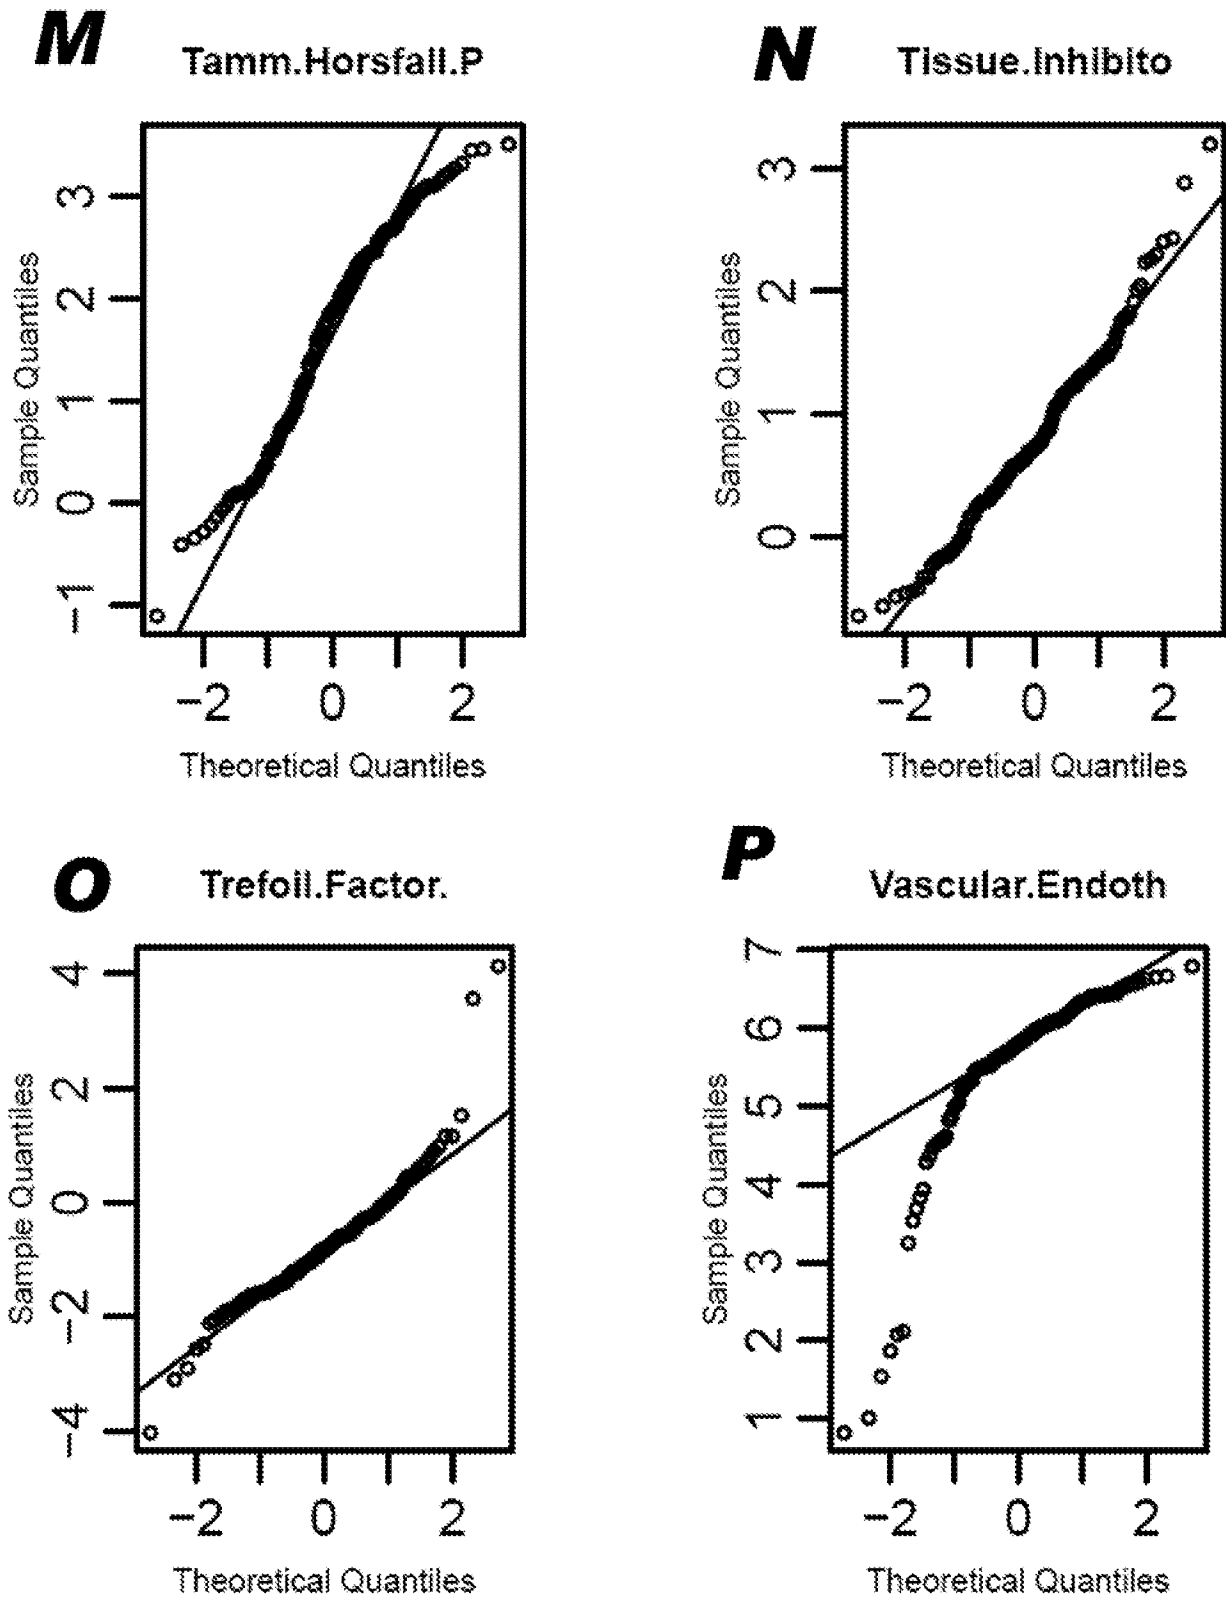 M Tamm.Horsfall.P
Sample Quantiles
3
2
1
0
−1
−2 0 2
Theoretical Quantiles
N Tissue.Inhibito
Sample Quantiles
3
2
1
0
−2 0 2
Theoretical Quantiles
O Trefoil.Factor.
Sample Quantiles
4
2
0
−2
−4
−2 0 2
Theoretical Quantiles
P Vascular.Endoth
Sample Quantiles
7
6
5
4
3
2
1
−2 0 2
Theoretical Quantiles